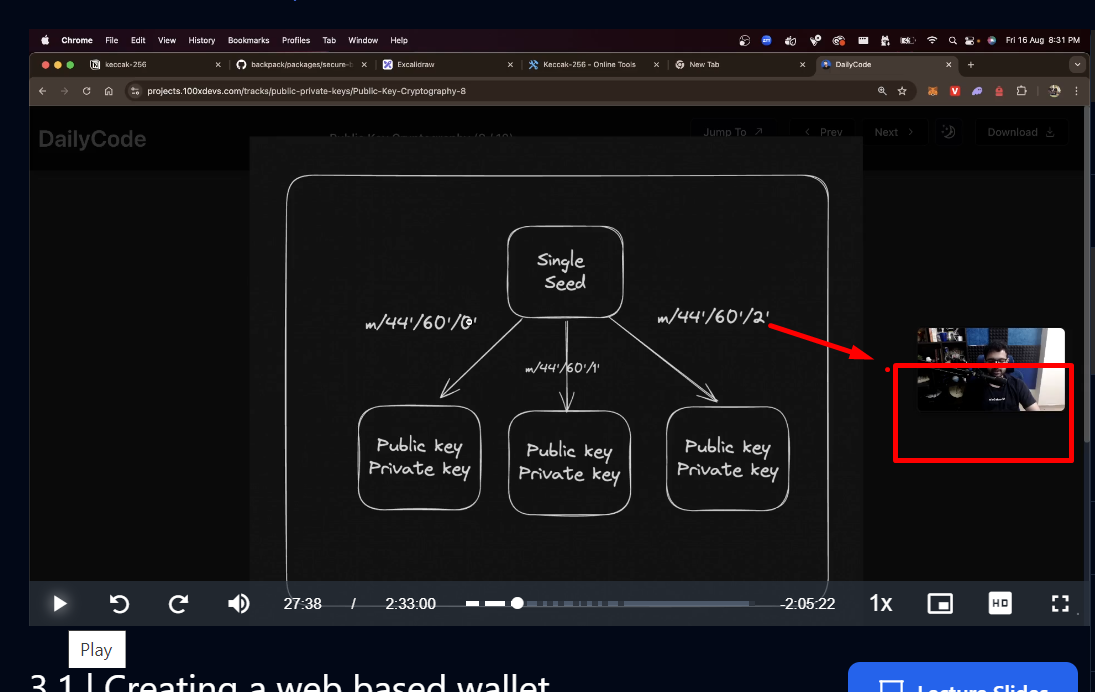 Chrome File Edit View History Bookmarks Profiles Tab Window Help Fri 16 Aug 8:31 PM
keccak-256 backpack/packages/secure-b Excalidraw Keccak-256 - Online Tools New Tab DailyCode
projects.100xdevs.com/tracks/public-private-keys/Public-Key-Cryptography-8
DailyCode Jump To Prev Next Download
Single
Seed
m/44'/60'/0' m/44'/60'/2'
m/44'/60'/1'
Public key Public key Public key
Private key Private key Private key
27:38 / 2:33:00 -2:05:22 1x HD
Play
3.1 | Creating a web based wallet
Lecture Slides